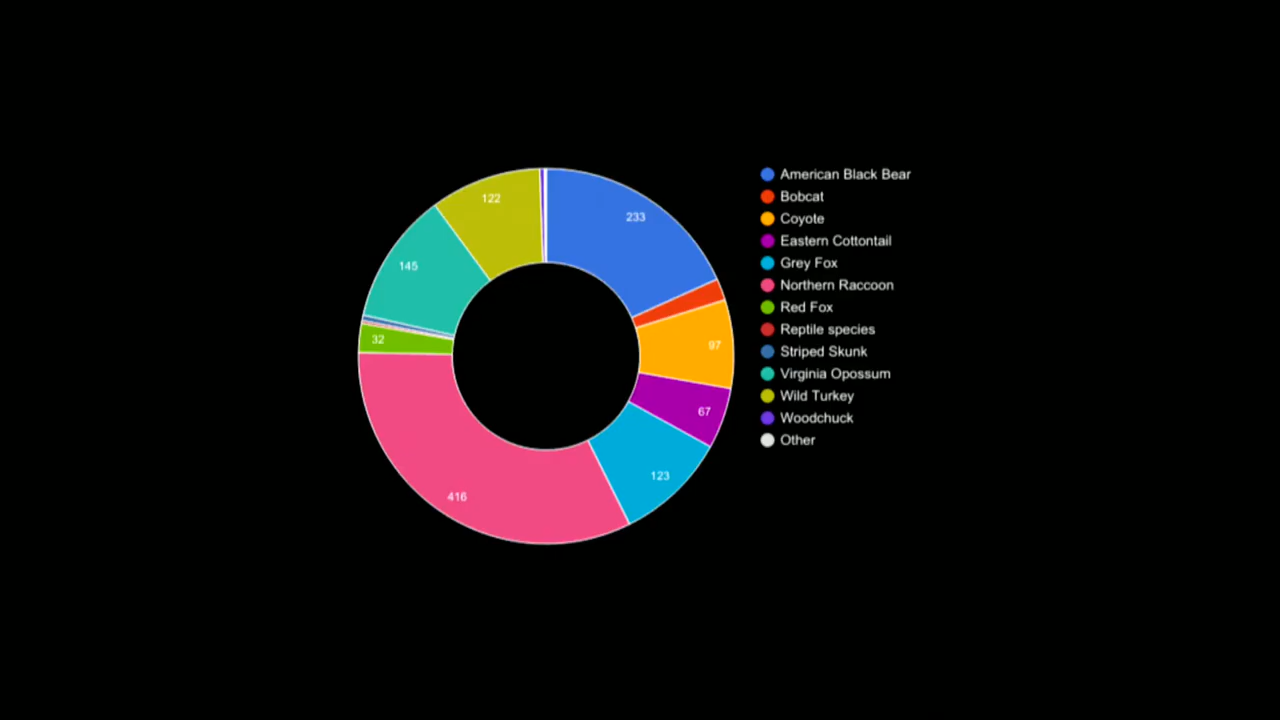 122
233
145
97
32
67
123
416
American Black Bear
Bobcat
Coyote
Eastern Cottontail
Grey Fox
Northern Raccoon
Red Fox
Reptile species
Striped Skunk
Virginia Opossum
Wild Turkey
Woodchuck
Other